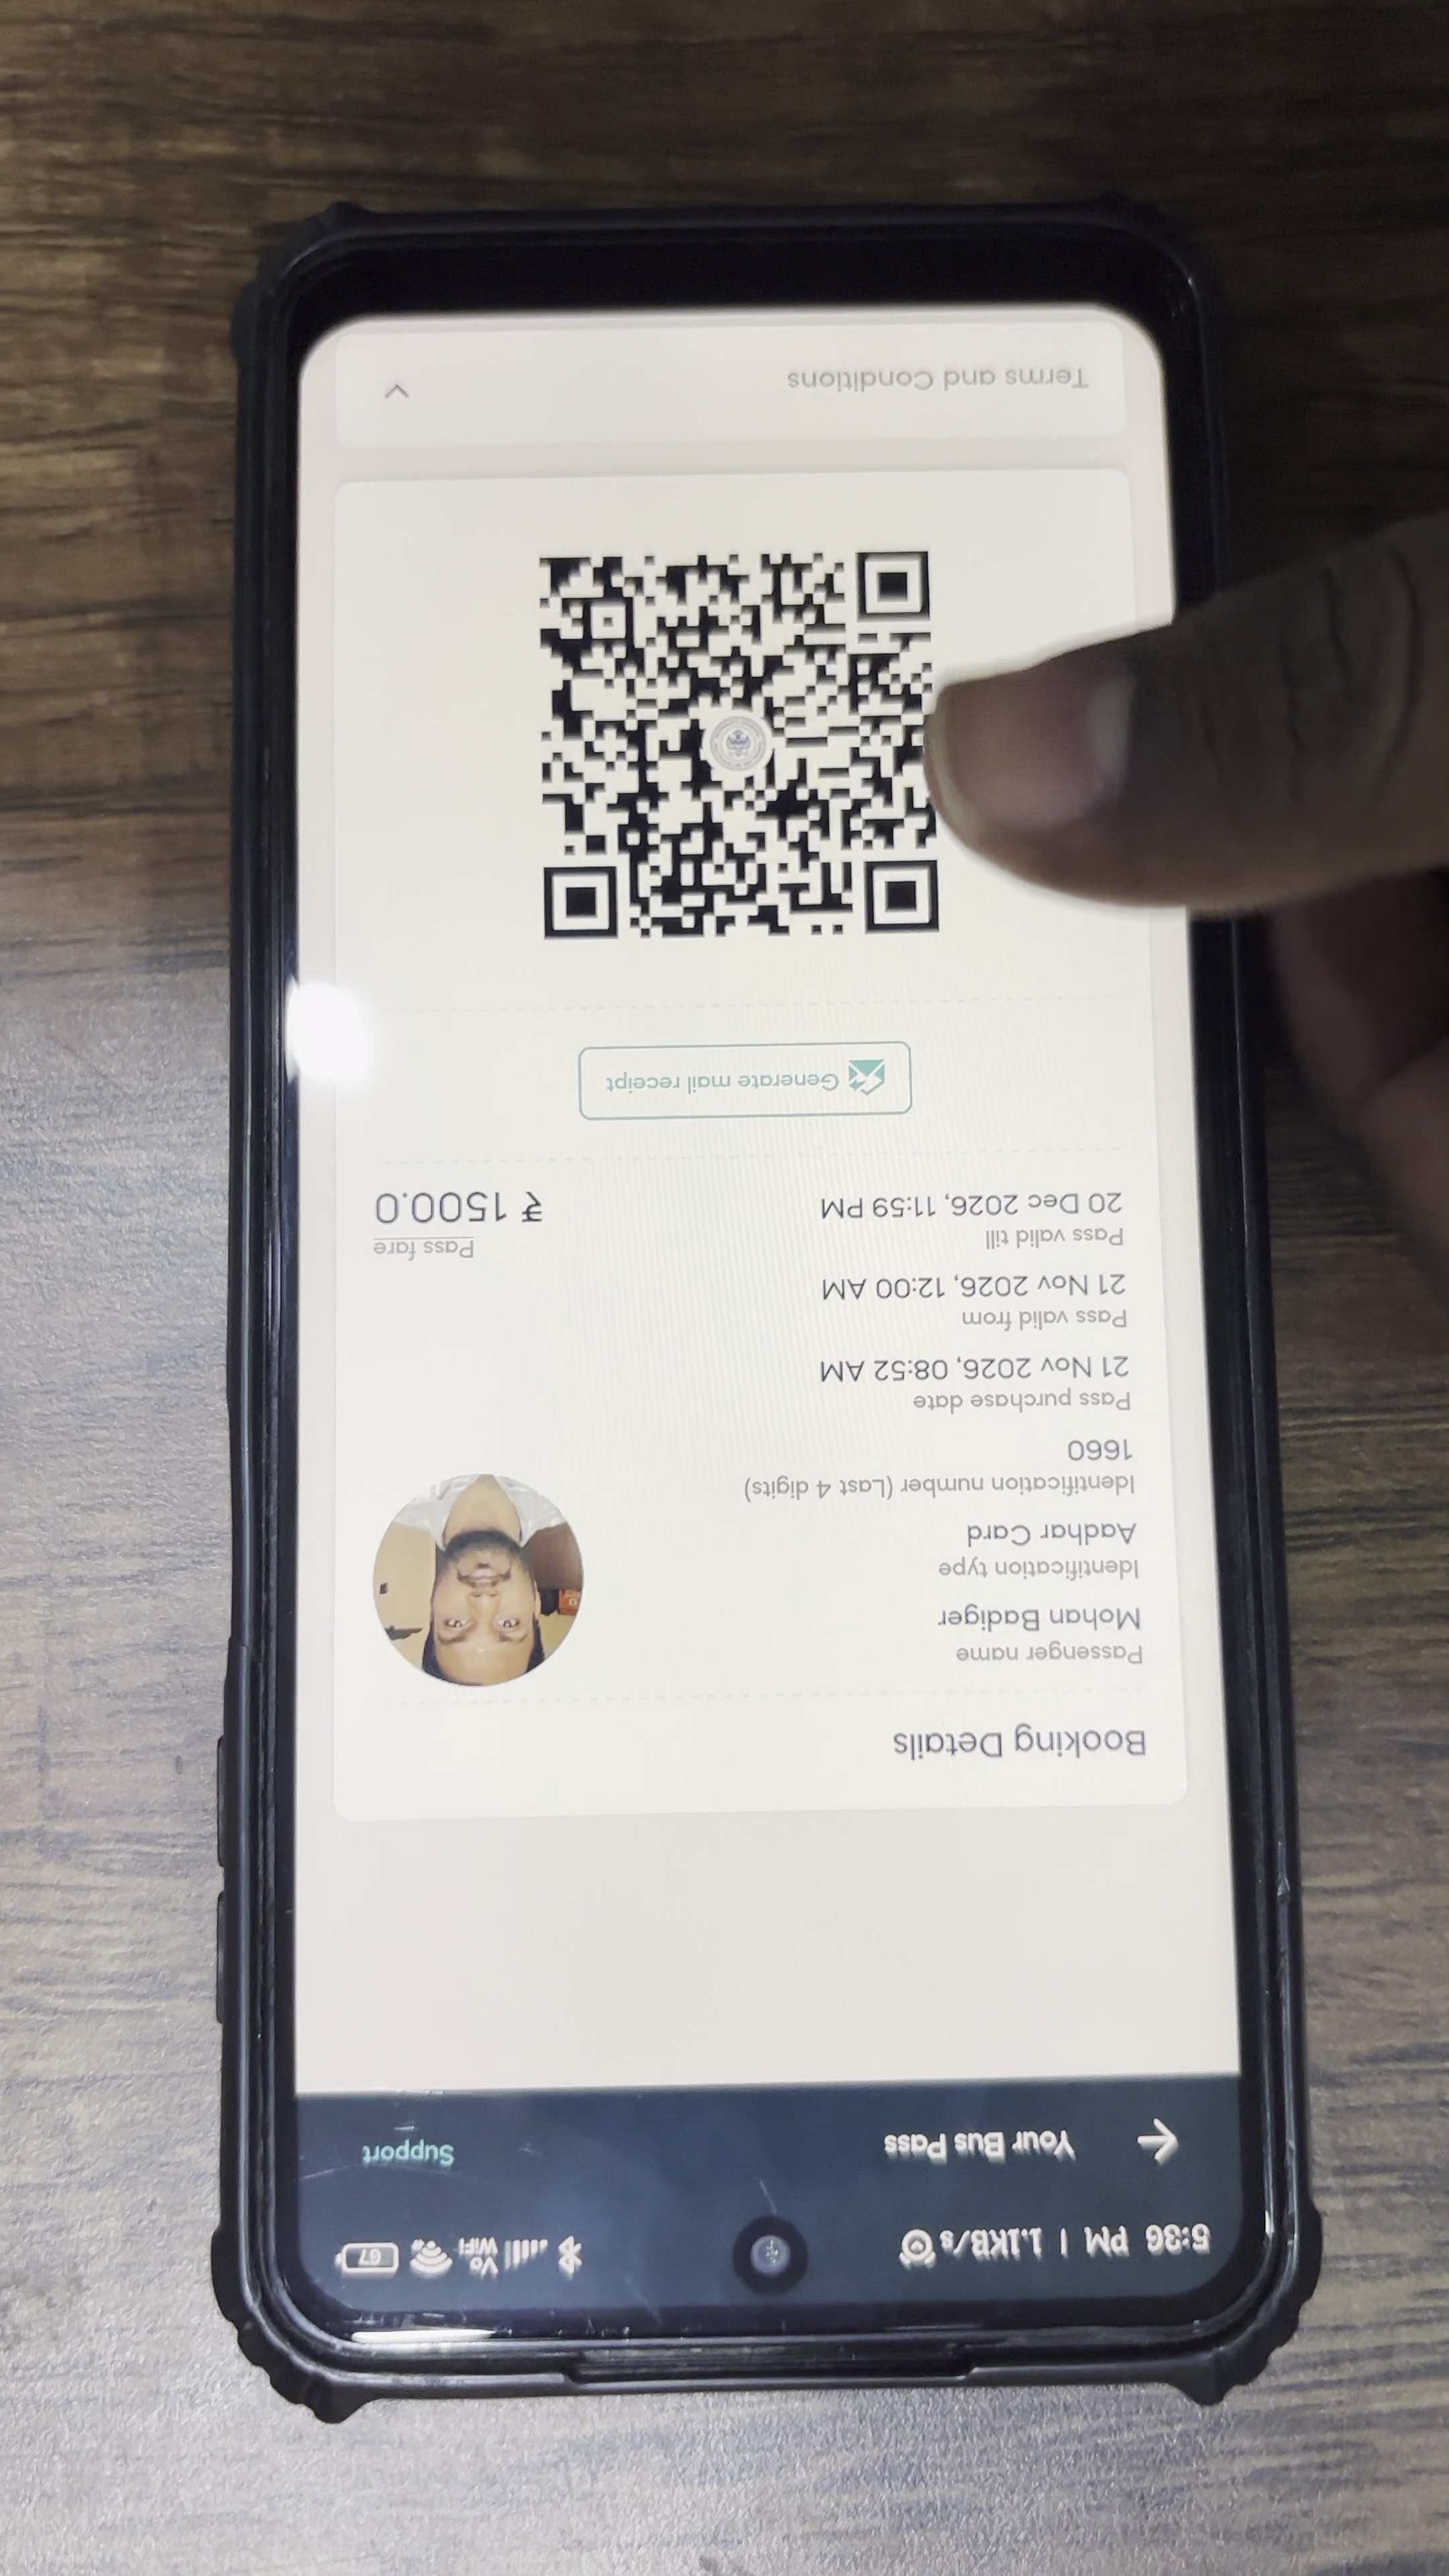 5:36 PM | 1.1KB/s
Vo
WiFi
67
Your Bus Pass
Support
Booking Details
Passenger name
Mohan Badiger
Identification type
Aadhar Card
Identification number (Last 4 digits)
1660
Pass purchase date
21 Nov 2026, 08:52 AM
Pass valid from
21 Nov 2026, 12:00 AM
Pass valid till
20 Dec 2026, 11:59 PM
Pass fare
₹ 1500.0
Generate mail receipt
Terms and Conditions